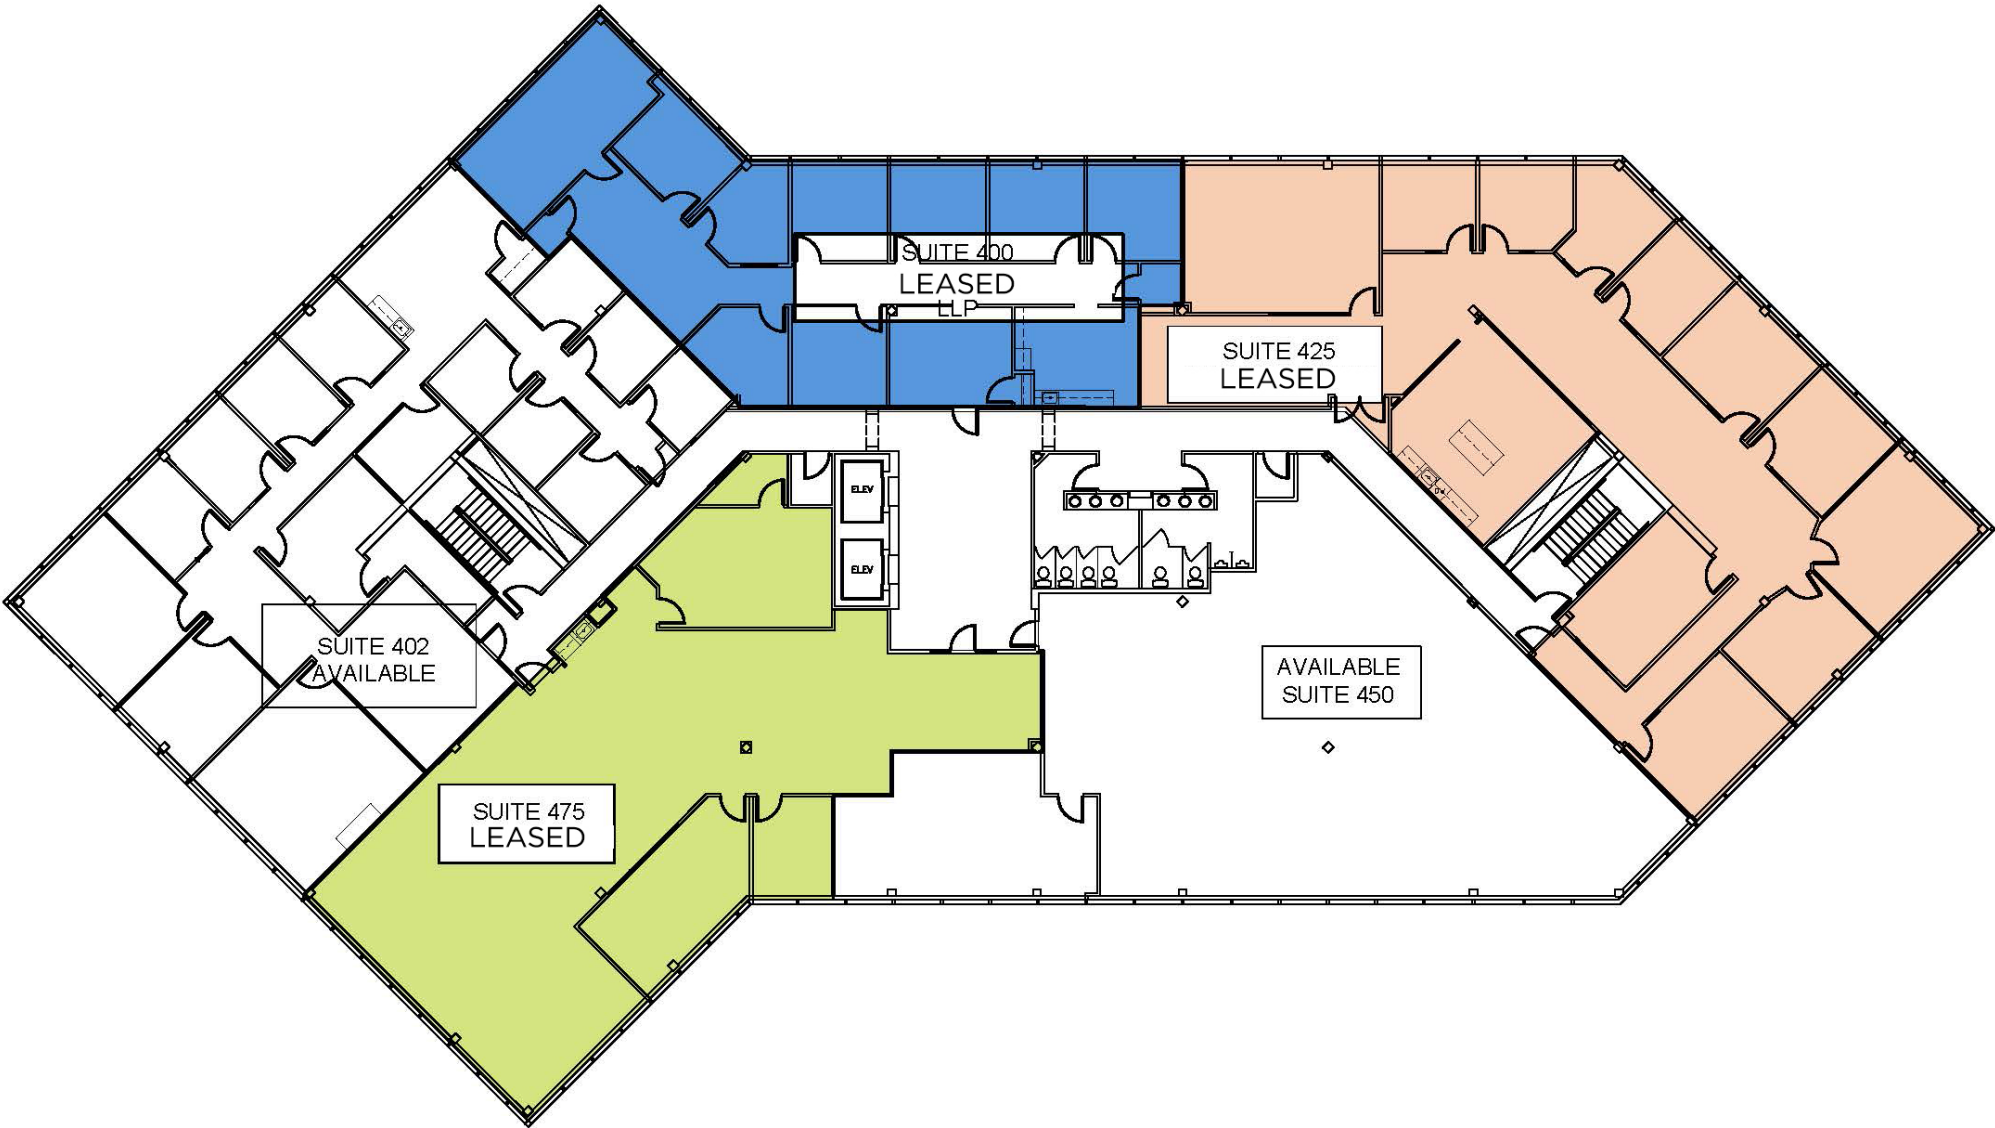 SUITE 400
LEASED
LLP
SUITE 425
LEASED
ELEV
ELEV
SUITE 402
AVAILABLE
AVAILABLE
SUITE 450
SUITE 475
LEASED